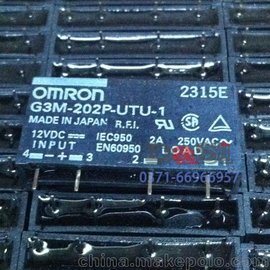 OMRON 2315E
G3M-202P-UTU-1
MADE IN JAPAN R.F.I.
12VDC IEC950 2A 250VAC
INPUT EN60950 LOAD
4 - + 3 2 1
0371-66966957
china.makepolo.com